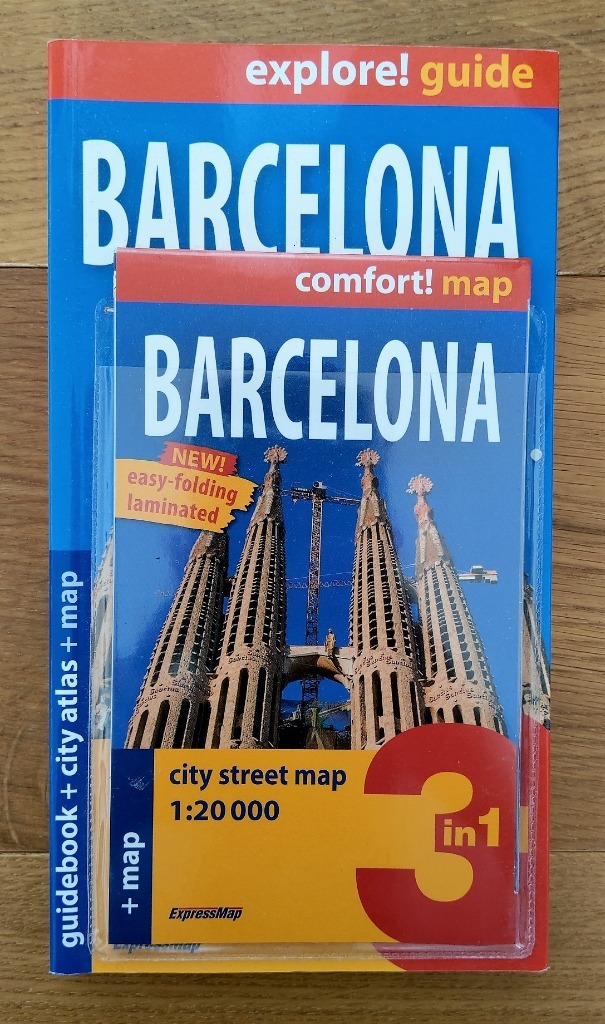 explore! guide
BARCELONA
comfort! map
BARCELONA
NEW!
easy-folding
laminated
city street map
1:20 000
3
in1
+ map
ExpressMap
guidebook + city atlas + map
ExpressMap